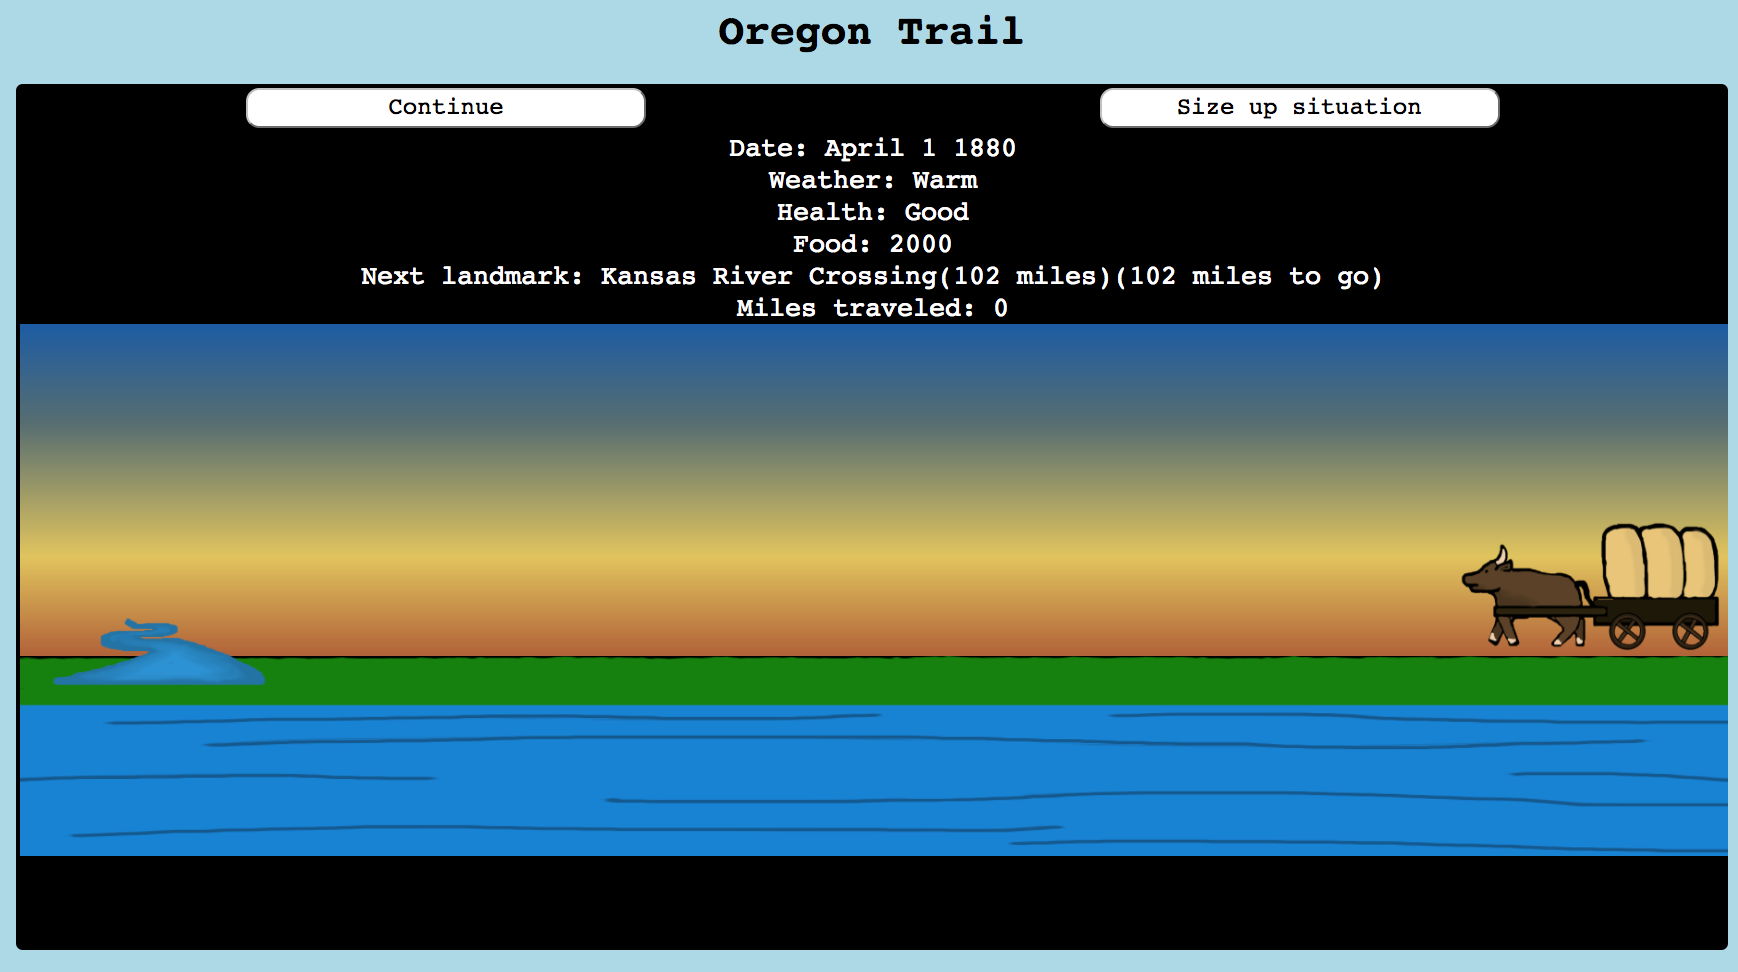 Oregon Trail
Continue
Size up situation
Date: April 1 1880
Weather: Warm
Health: Good
Food: 2000
Next landmark: Kansas River Crossing(102 miles)(102 miles to go)
Miles traveled: 0